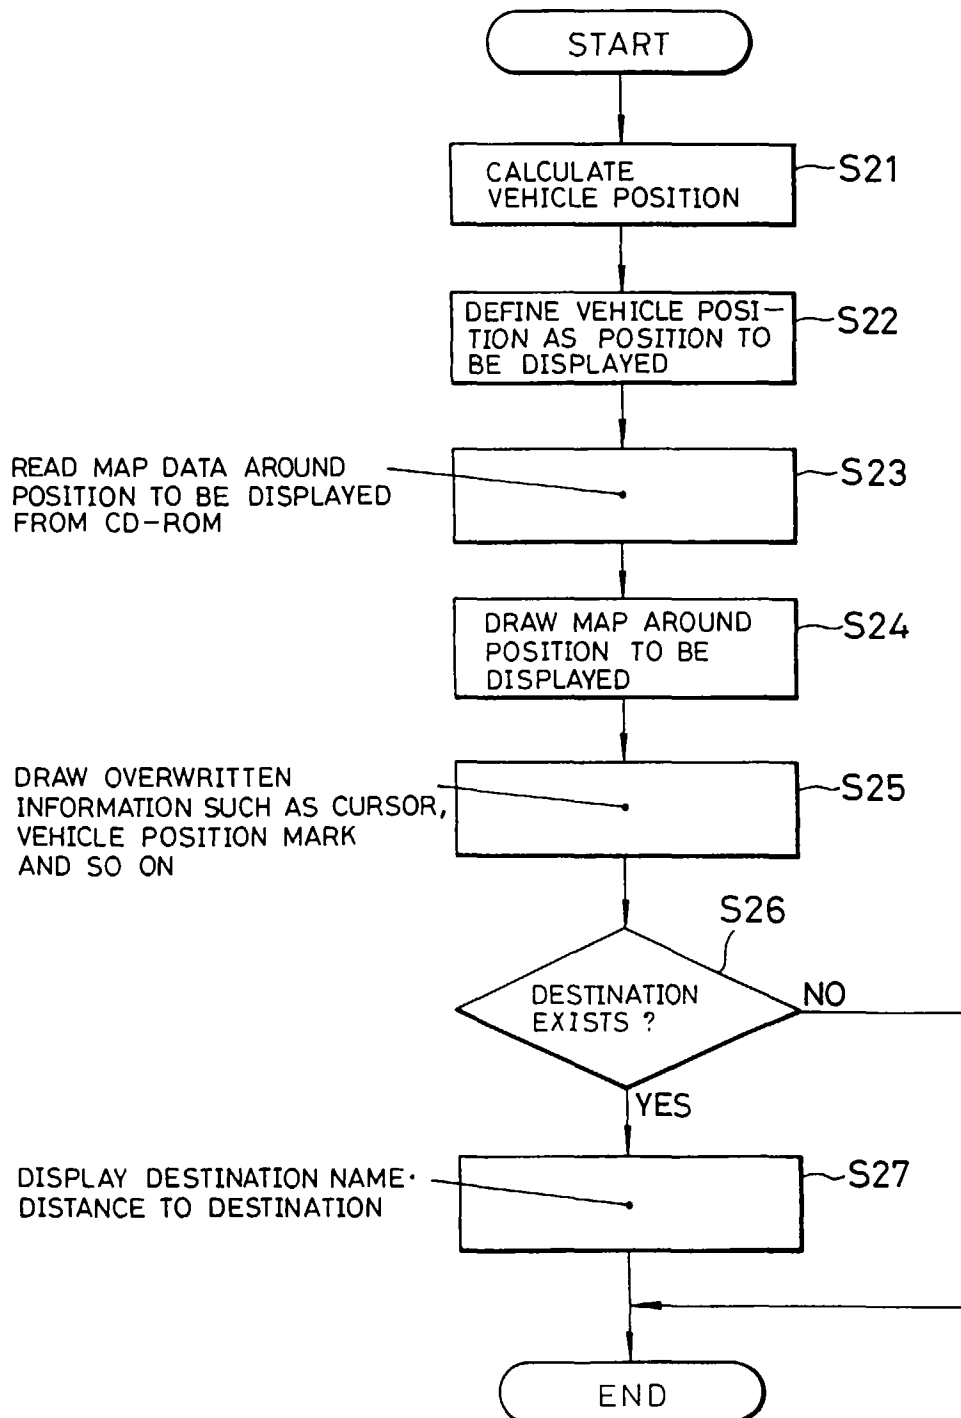 START
CALCULATE
VEHICLE POSITION
S21
DEFINE VEHICLE POSI-
TION AS POSITION TO
BE DISPLAYED
S22
READ MAP DATA AROUND
POSITION TO BE DISPLAYED
FROM CD-ROM
S23
DRAW MAP AROUND
POSITION TO BE
DISPLAYED
S24
DRAW OVERWRITTEN
INFORMATION SUCH AS CURSOR,
VEHICLE POSITION MARK
AND SO ON
S25
S26
DESTINATION
EXISTS ?
NO
YES
DISPLAY DESTINATION NAME·
DISTANCE TO DESTINATION
S27
END